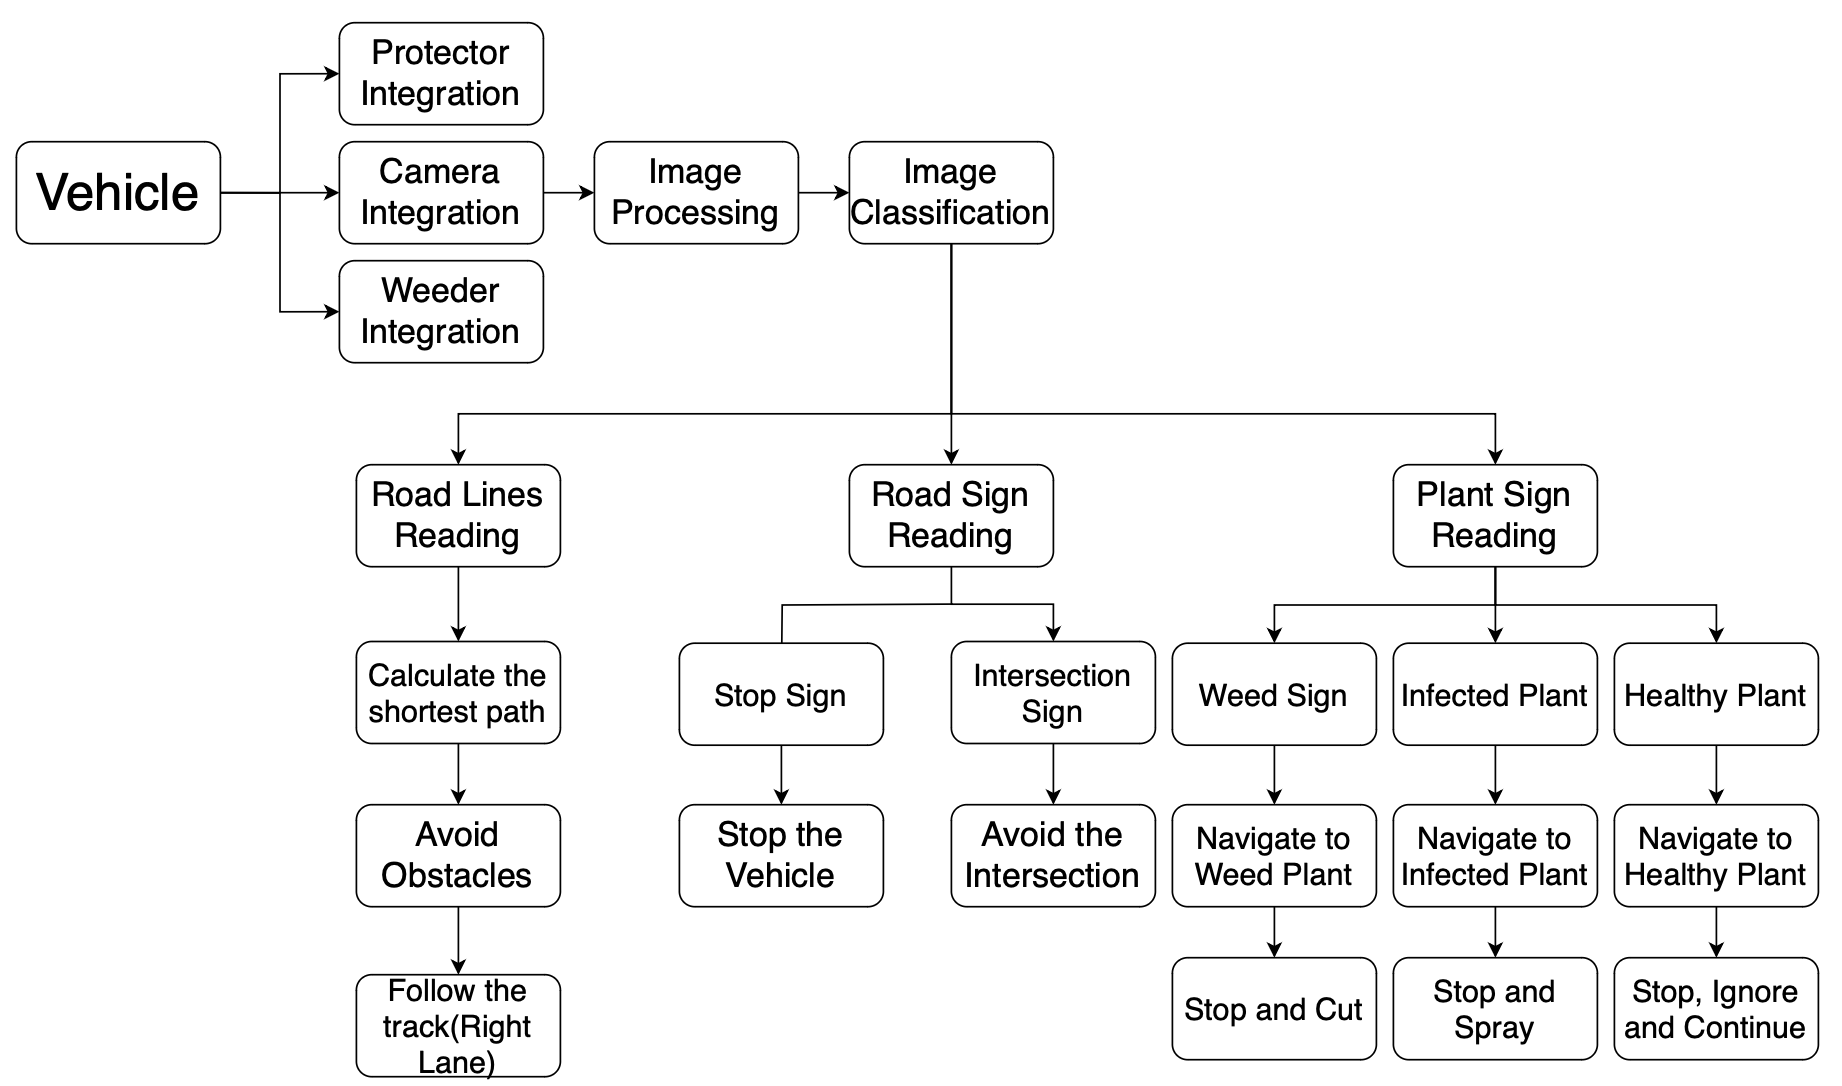 Protector
Integration
Vehicle
Camera
Integration
Image
Processing
Image
Classification
Weeder
Integration
Road Lines
Reading
Road Sign
Reading
Plant Sign
Reading
Calculate the
shortest path
Stop Sign
Intersection
Sign
Weed Sign
Infected Plant
Healthy Plant
Avoid
Obstacles
Stop the
Vehicle
Avoid the
Intersection
Navigate to
Weed Plant
Navigate to
Infected Plant
Navigate to
Healthy Plant
Follow the
track(Right
Lane)
Stop and Cut
Stop and
Spray
Stop, Ignore
and Continue